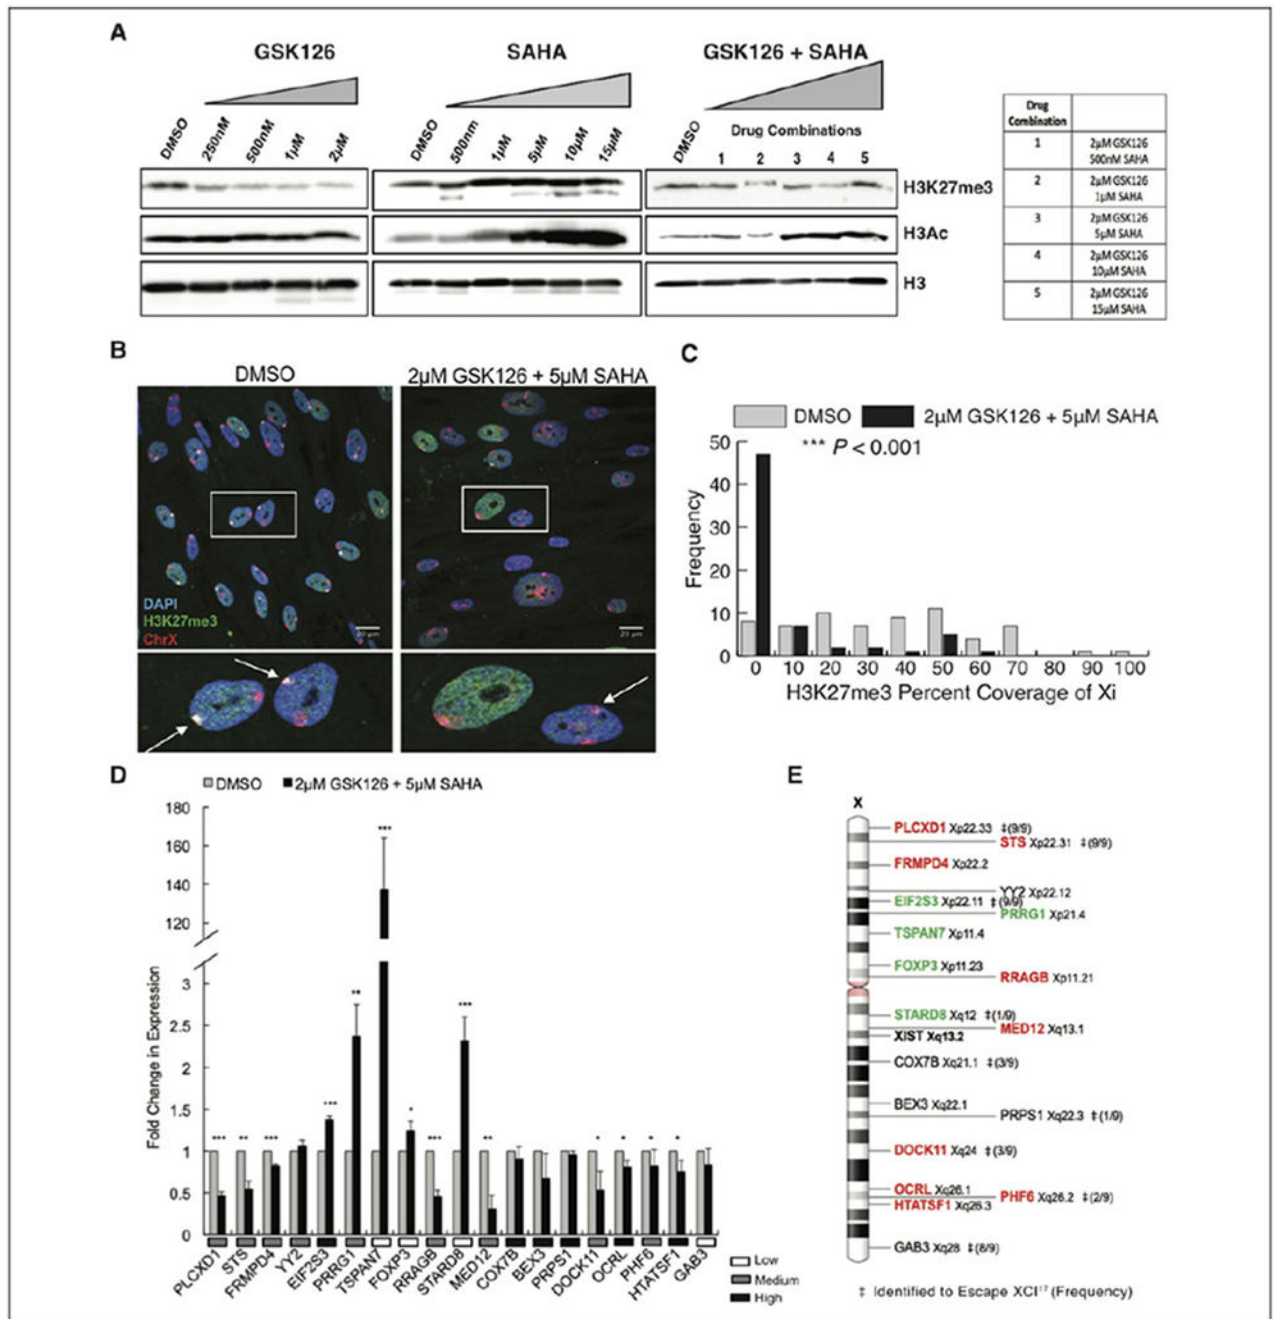 A
GSK126 SAHA GSK126 + SAHA
DMSO 250nM 500nM 1µM 2µM
DMSO 500nm 1µM 5µM 10µM 15µM
DMSO Drug Combinations
1 2 3 4 5
H3K27me3
H3Ac
H3
Drug
Combination
1 2µM GSK126
500nM SAHA
2 2µM GSK126
1µM SAHA
3 2µM GSK126
5µM SAHA
4 2µM GSK126
10µM SAHA
5 2µM GSK126
15µM SAHA
B
DMSO 2µM GSK126 + 5µM SAHA
DAPI
H3K27me3
ChrX
20 µm
20 µm
C
DMSO 2µM GSK126 + 5µM SAHA
*** P < 0.001
Frequency
50
40
30
20
10
0
0 10 20 30 40 50 60 70 80 90 100
H3K27me3 Percent Coverage of Xi
D
DMSO 2µM GSK126 + 5µM SAHA
Fold Change in Expression
180
160
140
120
3
2.5
2
1.5
1
0.5
0
*** ** *** *** ** *** * *** *** ** * * * *
PLCXD1 STS FRMPD4 YY2 EIF2S3 PRRG1 TSPAN7 FOXP3 RRAGB STARD8 MED12 COX7B BEX3 PRPS1 DOCK11 OCRL PHF6 HTATSF1 GAB3
Low
Medium
High
E
X
PLCXD1 Xp22.33 ‡(9/9)
STS Xp22.31 ‡(9/9)
FRMPD4 Xp22.2
YY2 Xp22.12
EIF2S3 Xp22.11 ‡(9/9)
PRRG1 Xp21.4
TSPAN7 Xp11.4
FOXP3 Xp11.23
RRAGB Xp11.21
STARD8 Xq12 ‡(1/9)
MED12 Xq13.1
XIST Xq13.2
COX7B Xq21.1 ‡(3/9)
BEX3 Xq22.1
PRPS1 Xq22.3 ‡(1/9)
DOCK11 Xq24 ‡(3/9)
OCRL Xq26.1
PHF6 Xq26.2 ‡(2/9)
HTATSF1 Xq26.3
GAB3 Xq28 ‡(8/9)
‡ Identified to Escape XCI¹⁷ (Frequency)